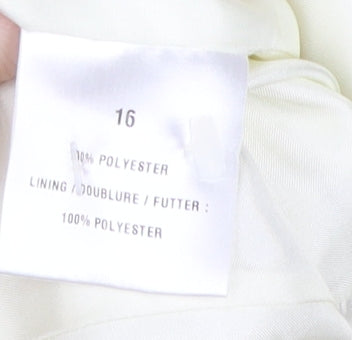 16
POLYESTER
LINING / DOUBLURE / FUTTER :
100% POLYESTER